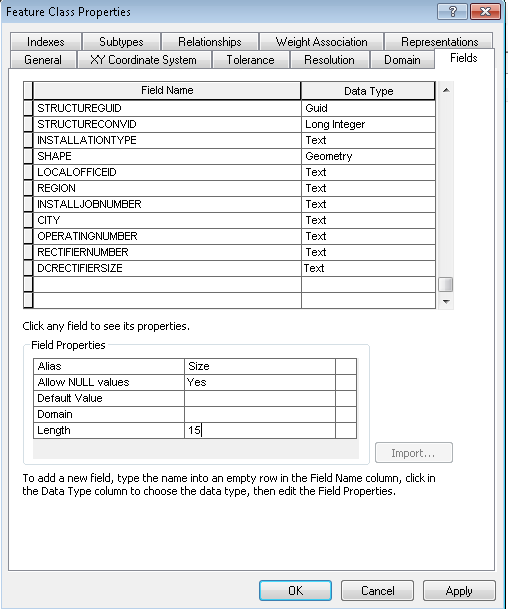 Feature Class Properties
?
Indexes Subtypes Relationships Weight Association Representations
General XY Coordinate System Tolerance Resolution Domain Fields
Field Name Data Type
STRUCTUREGUID Guid
STRUCTURECONVID Long Integer
INSTALLATIONTYPE Text
SHAPE Geometry
LOCALOFFICEID Text
REGION Text
INSTALLJOBNUMBER Text
CITY Text
OPERATINGNUMBER Text
RECTIFIERNUMBER Text
DCRECTIFIERSIZE Text
Click any field to see its properties.
Field Properties
Alias Size
Allow NULL values Yes
Default Value
Domain
Length 15
Import...
To add a new field, type the name into an empty row in the Field Name column, click in
the Data Type column to choose the data type, then edit the Field Properties.
OK Cancel Apply